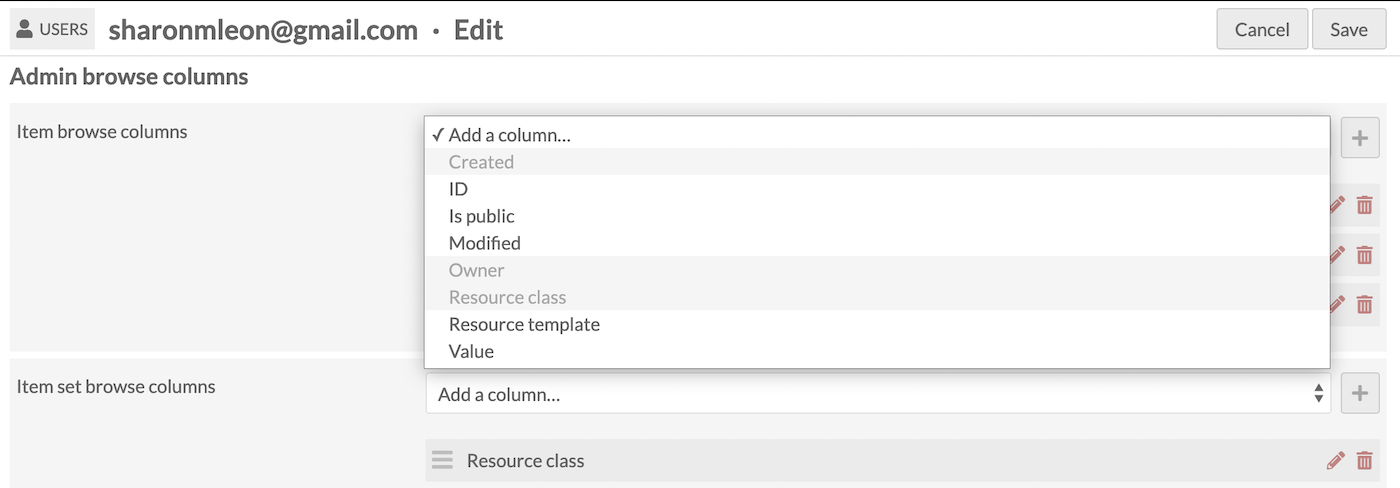 USERS sharonmleon@gmail.com · Edit Cancel Save
Admin browse columns
Item browse columns
✓ Add a column...
Created
ID
Is public
Modified
Owner
Resource class
Resource template
Value
Item set browse columns
Add a column...
Resource class